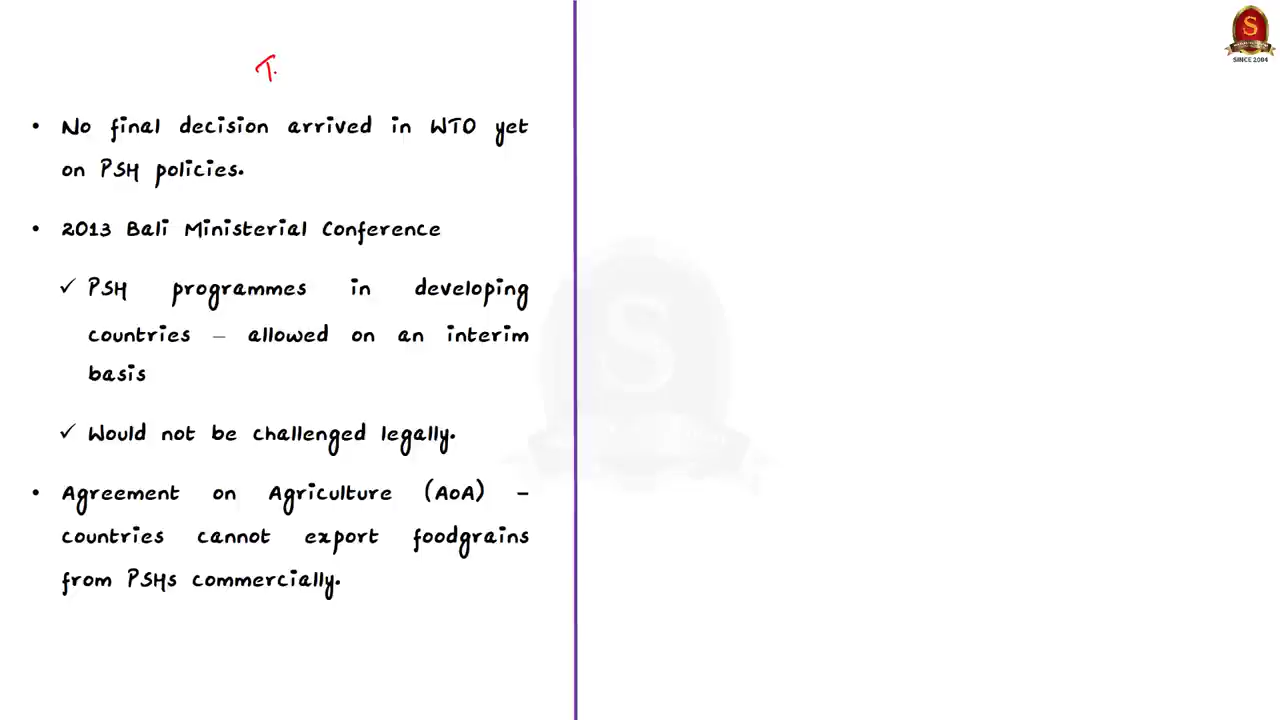 T.
• No final decision arrived in WTO yet
on PSH policies.
• 2013 Bali Ministerial Conference
✓ PSH programmes in developing
countries – allowed on an interim
basis
✓ Would not be challenged legally.
• Agreement on Agriculture (AoA) –
countries cannot export foodgrains
from PSHs commercially.
S
SINCE 2004
S